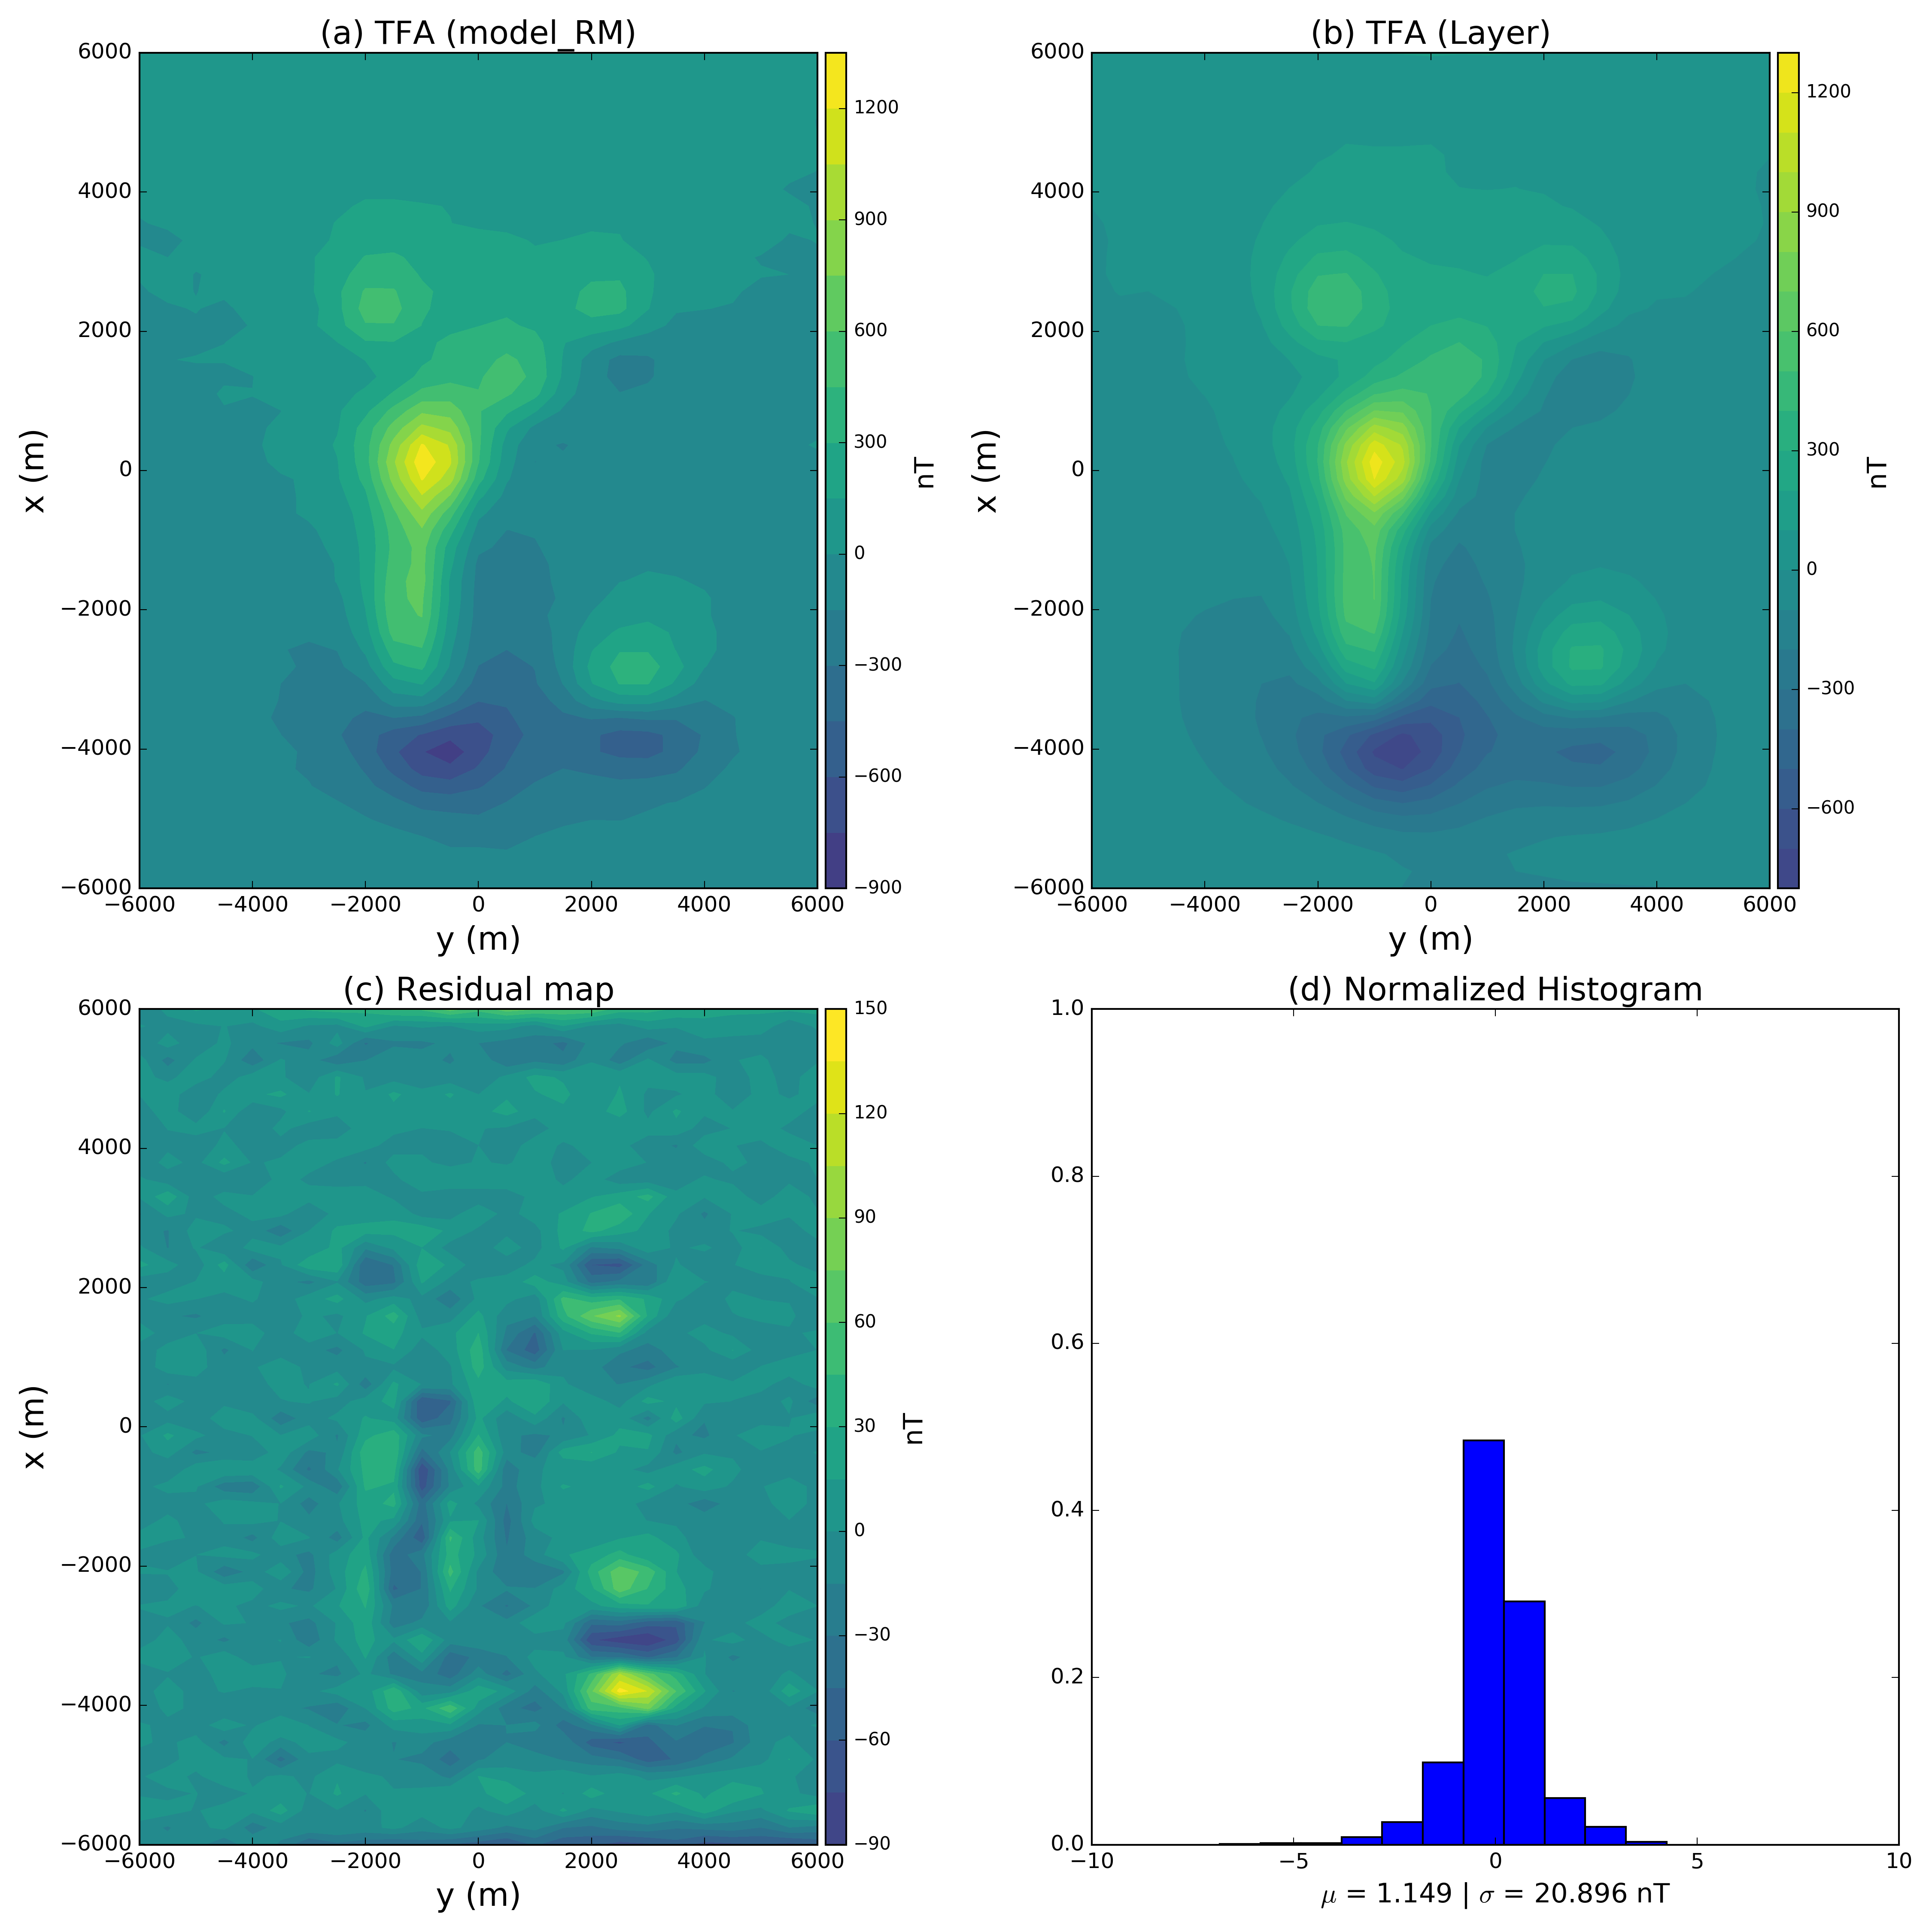 (a) TFA (model_RM)
6000
4000
2000
0
−2000
−4000
−6000
x (m)
−6000 −4000 −2000 0 2000 4000 6000
y (m)
1200
900
600
300
0
−300
−600
−900
nT
(b) TFA (Layer)
6000
4000
2000
0
−2000
−4000
−6000
x (m)
−6000 −4000 −2000 0 2000 4000 6000
y (m)
1200
900
600
300
0
−300
−600
nT
(c) Residual map
6000
4000
2000
0
−2000
−4000
−6000
x (m)
−6000 −4000 −2000 0 2000 4000 6000
y (m)
150
120
90
60
30
0
−30
−60
−90
nT
(d) Normalized Histogram
1.0
0.8
0.6
0.4
0.2
0.0
−10 −5 0 5 10
μ = 1.149 | σ = 20.896 nT